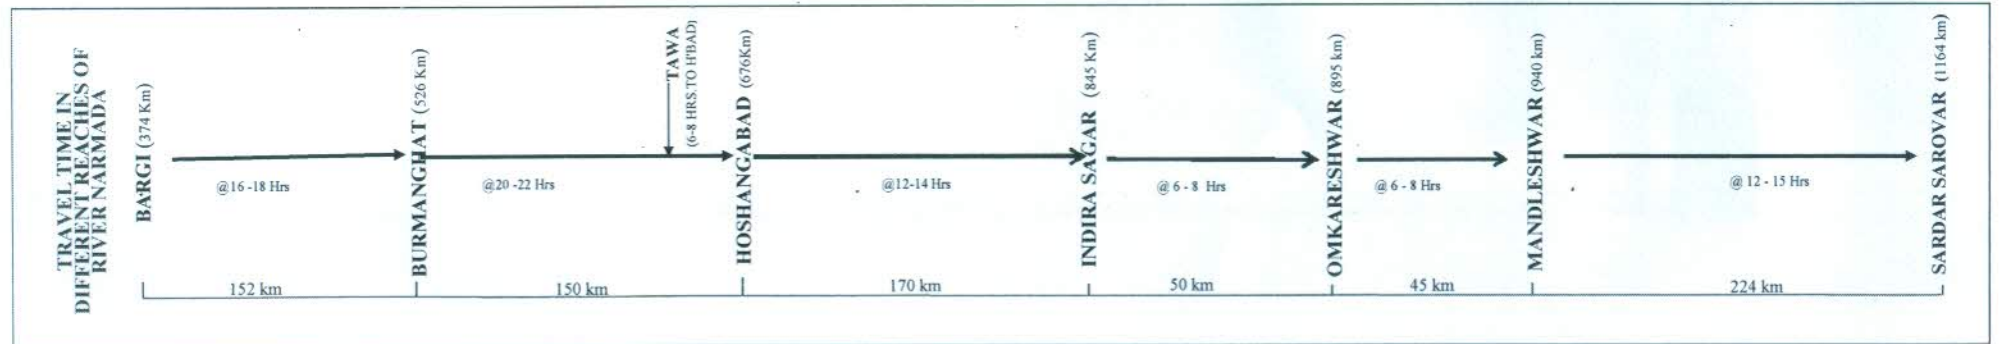 TRAVEL TIME IN
DIFFERENT REACHES OF
RIVER NARMADA
BARGI (374 Km)
@16 -18 Hrs
BURMANGHAT (526 Km)
@20 -22 Hrs
TAWA
(6-8 HRS.TO H'BAD)
HOSHANGABAD (676Km)
@12-14 Hrs
INDIRA SAGAR (845 Km)
@ 6 - 8 Hrs
OMKARESHWAR (895 km)
@ 6 - 8 Hrs
MANDLESHWAR (940 km)
@ 12 - 15 Hrs
SARDAR SAROVAR (1164 km)
152 km
150 km
170 km
50 km
45 km
224 km